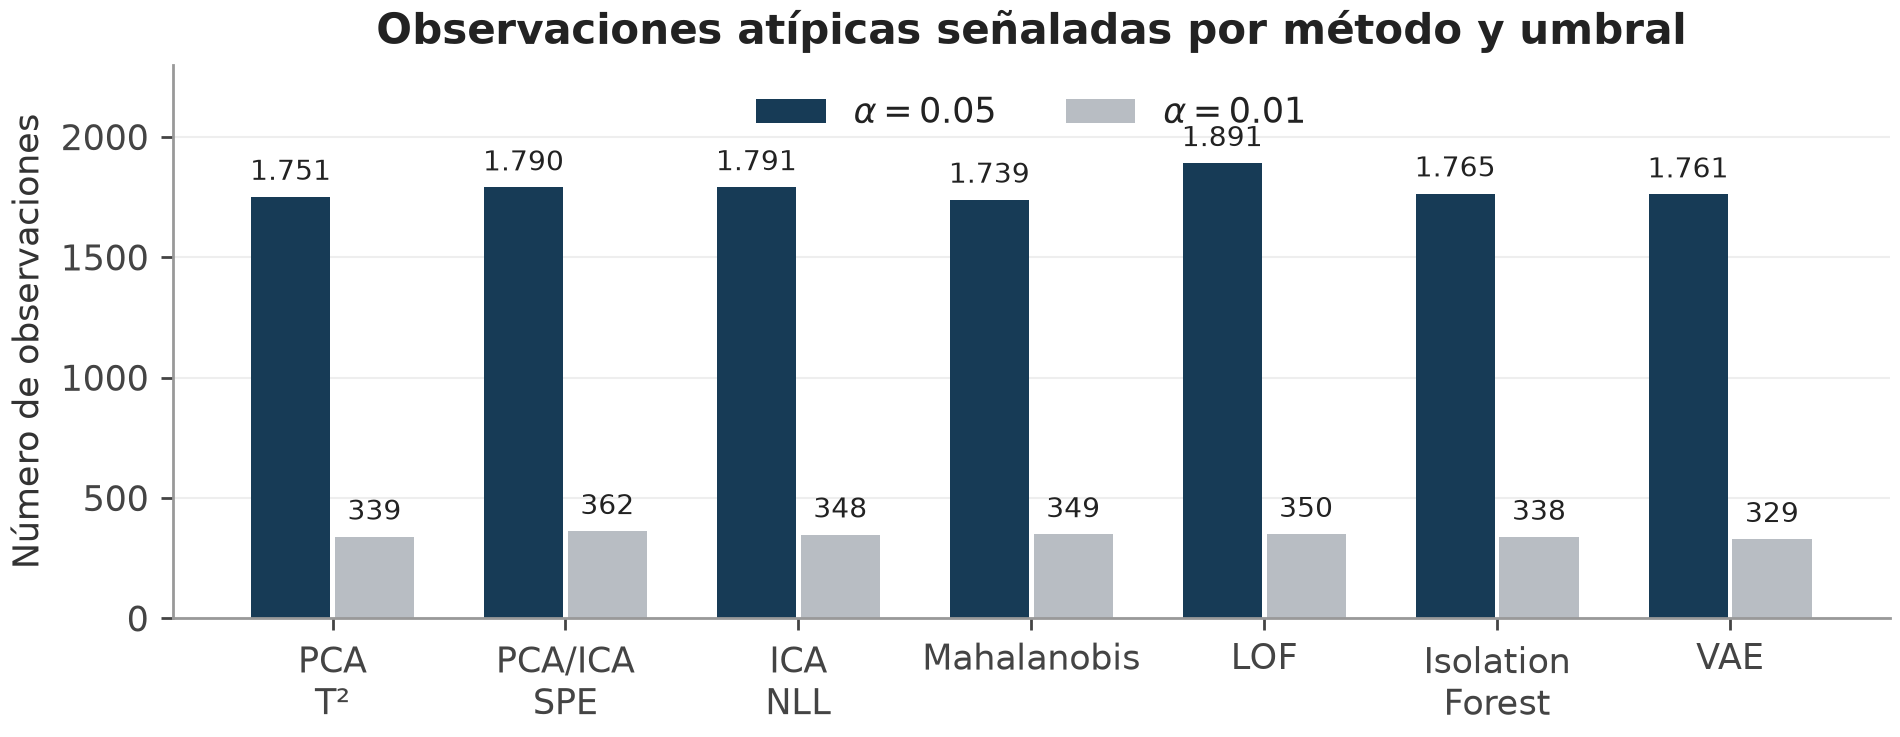 Observaciones atípicas señaladas por método y umbral
α = 0.05
α = 0.01
Número de observaciones
2000
1500
1000
500
0
1.751
1.790
1.791
1.739
1.891
1.765
1.761
339
362
348
349
350
338
329
PCA
T²
PCA/ICA
SPE
ICA
NLL
Mahalanobis
LOF
Isolation
Forest
VAE